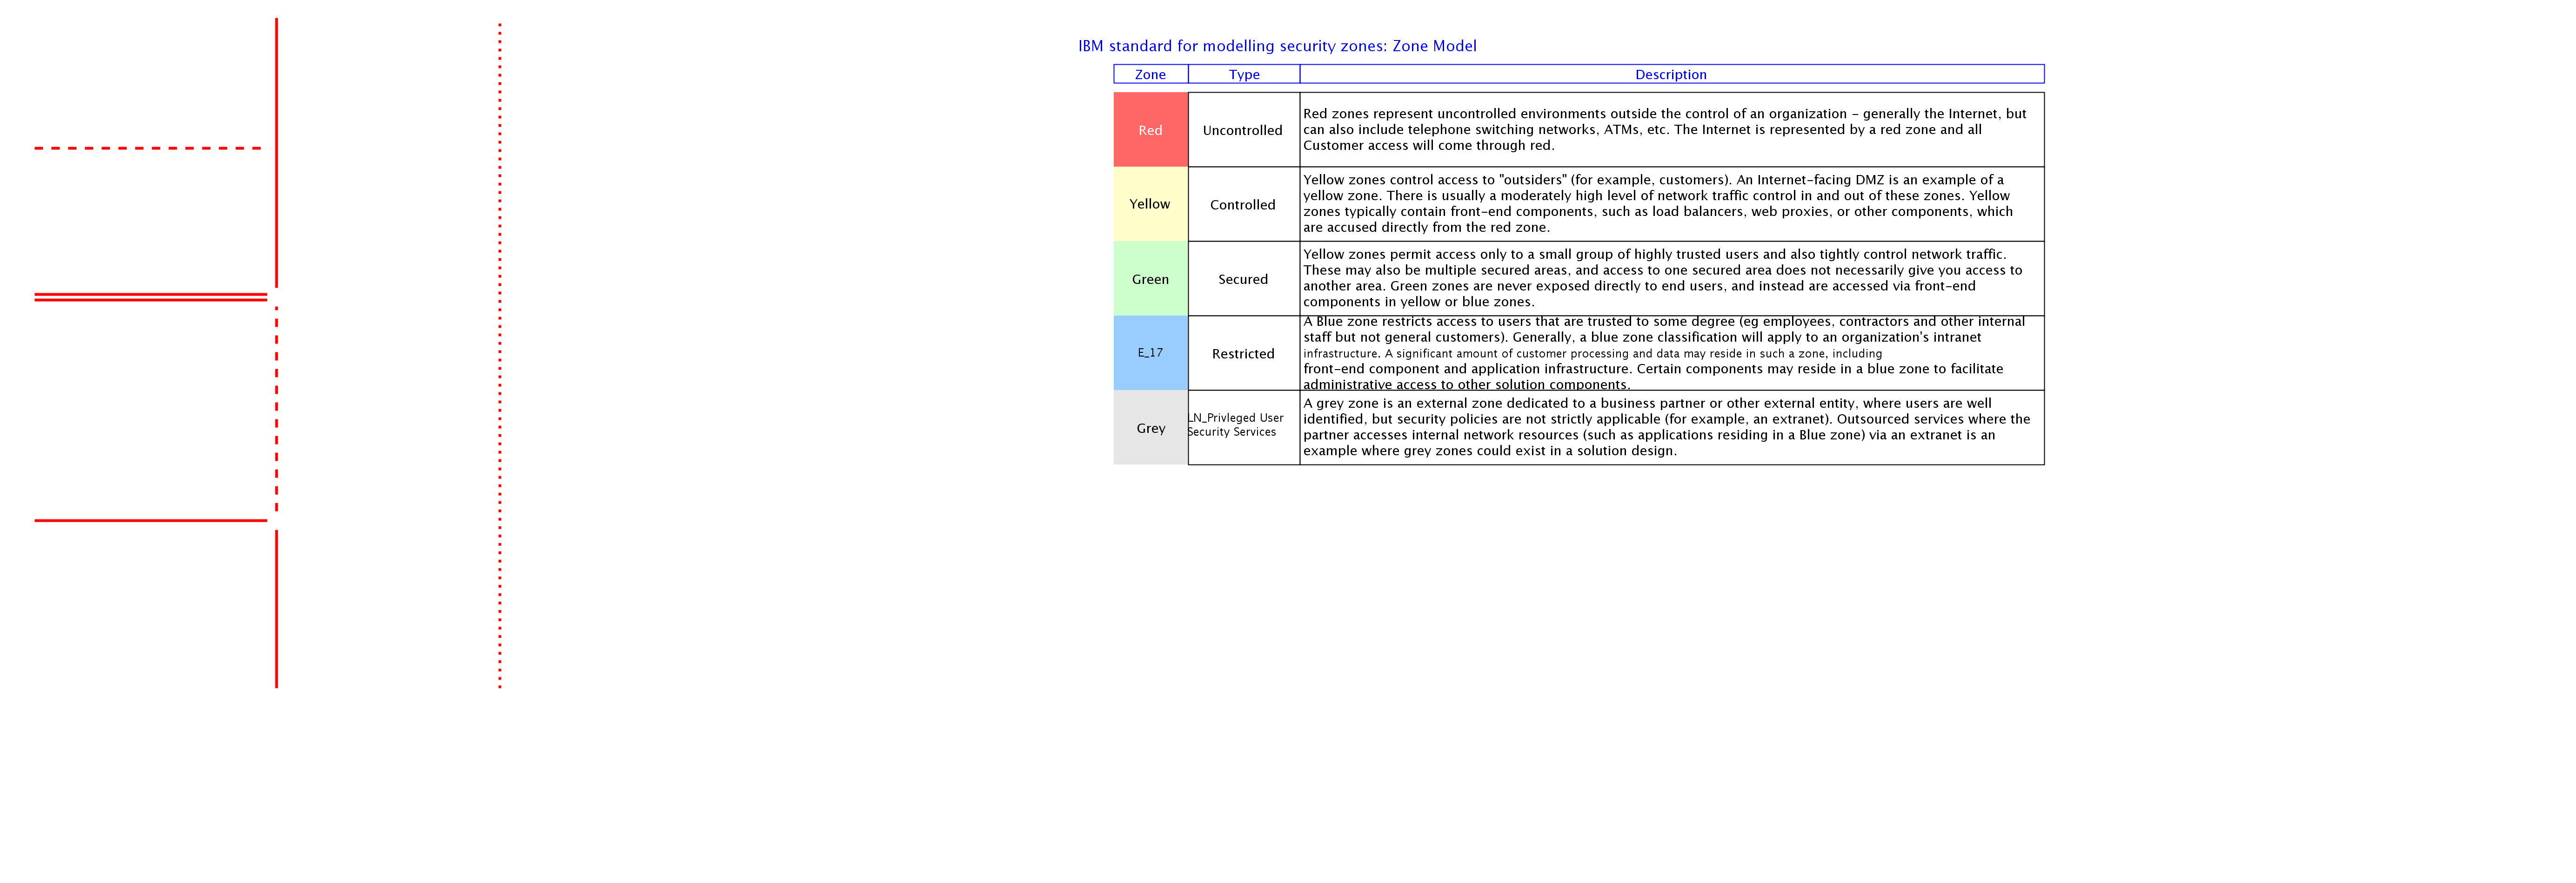 IBM standard for modelling security zones: Zone Model
Zone Type Description
Red
Uncontrolled
Red zones represent uncontrolled environments outside the control of an organization - generally the Internet, but
can also include telephone switching networks, ATMs, etc. The Internet is represented by a red zone and all
Customer access will come through red.
Yellow
Controlled
Yellow zones control access to "outsiders" (for example, customers). An Internet-facing DMZ is an example of a
yellow zone. There is usually a moderately high level of network traffic control in and out of these zones. Yellow
zones typically contain front-end components, such as load balancers, web proxies, or other components, which
are accused directly from the red zone.
Green
Secured
Yellow zones permit access only to a small group of highly trusted users and also tightly control network traffic.
These may also be multiple secured areas, and access to one secured area does not necessarily give you access to
another area. Green zones are never exposed directly to end users, and instead are accessed via front-end
components in yellow or blue zones.
E_17
Restricted
A Blue zone restricts access to users that are trusted to some degree (eg employees, contractors and other internal
staff but not general customers). Generally, a blue zone classification will apply to an organization's intranet
infrastructure. A significant amount of customer processing and data may reside in such a zone, including
front-end component and application infrastructure. Certain components may reside in a blue zone to facilitate
administrative access to other solution components.
Grey
LN_Privleged User
Security Services
A grey zone is an external zone dedicated to a business partner or other external entity, where users are well
identified, but security policies are not strictly applicable (for example, an extranet). Outsourced services where the
partner accesses internal network resources (such as applications residing in a Blue zone) via an extranet is an
example where grey zones could exist in a solution design.